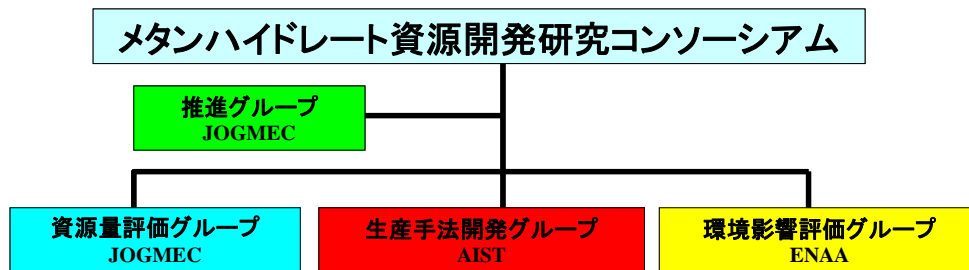 メタンハイドレート資源開発研究コンソーシアム
推進グループ
JOGMEC
資源量評価グループ
JOGMEC
生産手法開発グループ
AIST
環境影響評価グループ
ENAA